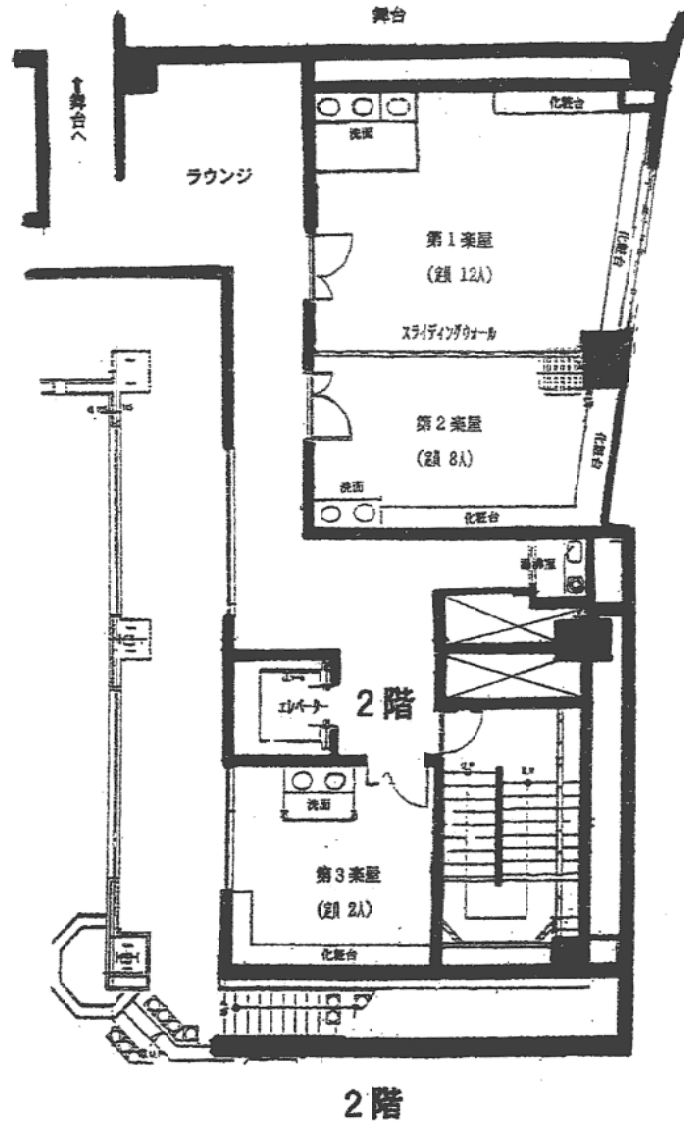 舞台
↑舞台へ
ラウンジ
洗面
化粧台
化粧台
第1楽屋
(定員 12人)
スライディングウォール
第2楽屋
(定員 8人)
化粧台
洗面
化粧台
湯沸室
エレベーター
2階
洗面
第3楽屋
(定員 2人)
化粧台
2階